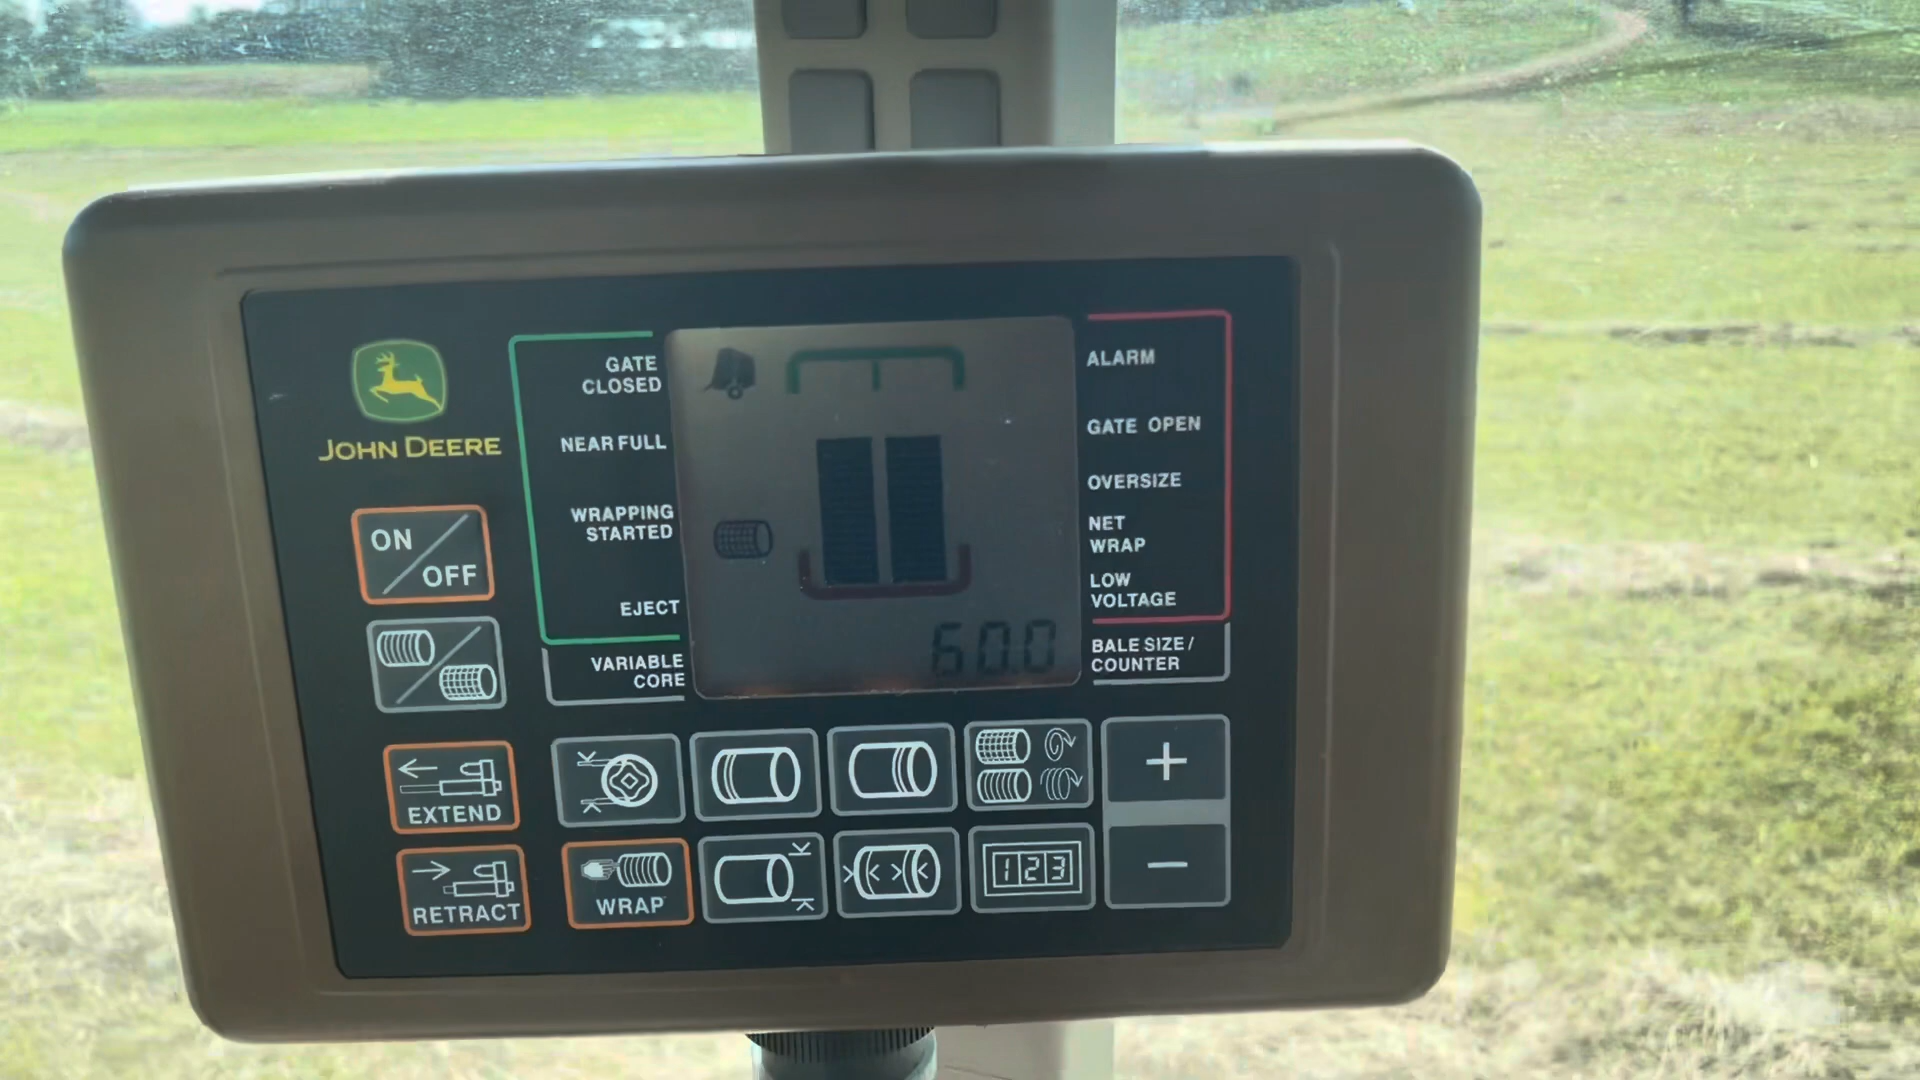 JOHN DEERE
ON
OFF
EXTEND
RETRACT
GATE
CLOSED
NEAR FULL
WRAPPING
STARTED
EJECT
VARIABLE
CORE
60.0
ALARM
GATE OPEN
OVERSIZE
NET
WRAP
LOW
VOLTAGE
BALE SIZE/
COUNTER
+
WRAP
123
−